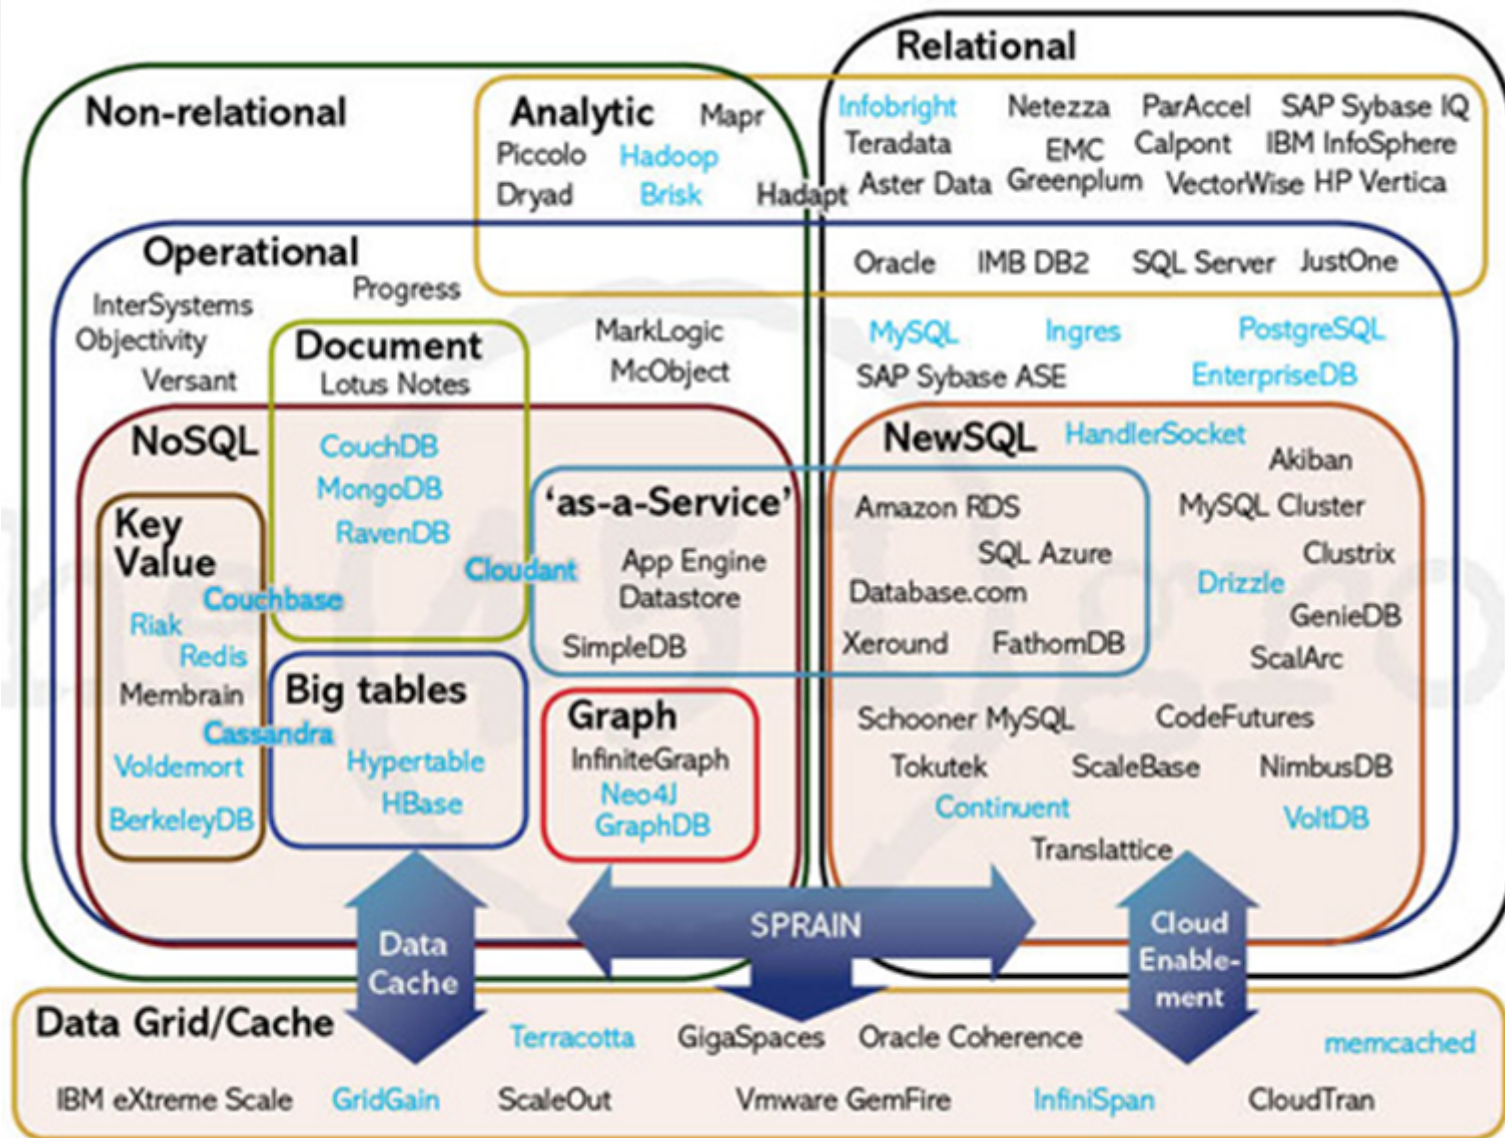 Relational
Non-relational
Analytic Mapr
Piccolo Hadoop
Dryad Brisk Hadapt
Infobright Netezza ParAccel SAP Sybase IQ
Teradata EMC Calpont IBM InfoSphere
Aster Data Greenplum VectorWise HP Vertica
Operational
Progress
InterSystems
Objectivity
Versant
MarkLogic
McObject
Oracle IMB DB2 SQL Server JustOne
MySQL Ingres PostgreSQL
SAP Sybase ASE EnterpriseDB
Document
Lotus Notes
NoSQL
CouchDB
MongoDB
RavenDB
Cloudant
Key
Value
Couchbase
Riak
Redis
Membrain
Cassandra
Voldemort
BerkeleyDB
Big tables
Hypertable
HBase
'as-a-Service'
App Engine
Datastore
SimpleDB
Graph
InfiniteGraph
Neo4J
GraphDB
NewSQL HandlerSocket
Akiban
Amazon RDS MySQL Cluster
SQL Azure Clustrix
Database.com Drizzle
GenieDB
Xeround FathomDB ScalArc
Schooner MySQL CodeFutures
Tokutek ScaleBase NimbusDB
Continuent VoltDB
Translattice
Data
Cache
SPRAIN
Cloud
Enable-
ment
Data Grid/Cache
Terracotta GigaSpaces Oracle Coherence memcached
IBM eXtreme Scale GridGain ScaleOut Vmware GemFire InfiniSpan CloudTran